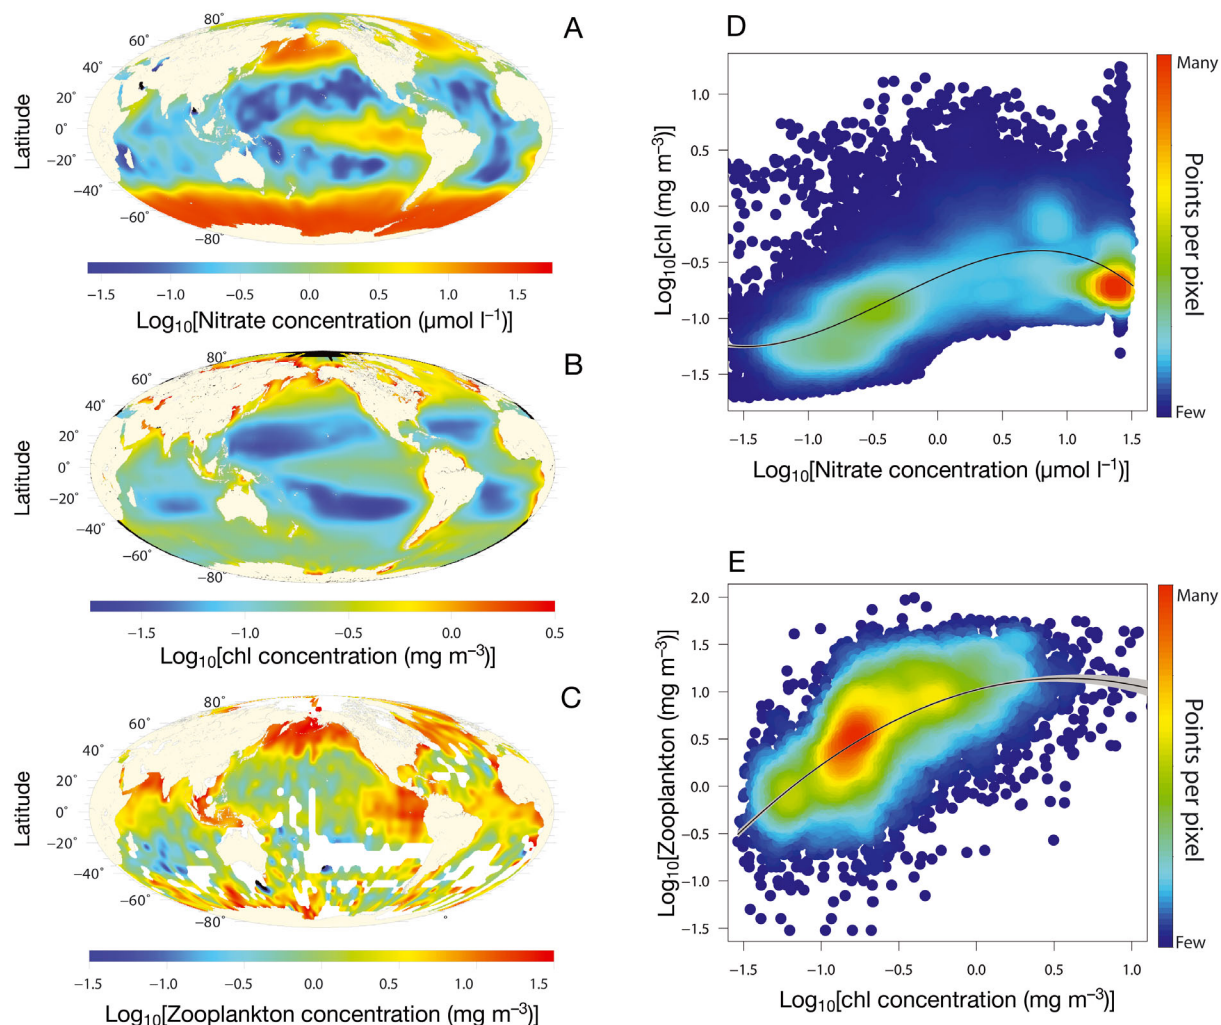 A
80°
60°
40°
20°
0°
−20°
−40°
−60°
−80°
Latitude
−1.5 −1.0 −0.5 0.0 0.5 1.0 1.5
Log10[Nitrate concentration (µmol l−1)]
B
80°
60°
40°
20°
0°
−20°
−40°
−60°
−80°
Latitude
−1.5 −1.0 −0.5 0.0 0.5
Log10[chl concentration (mg m−3)]
C
80°
60°
40°
20°
0°
−20°
−40°
−60°
−80°
Latitude
−1.5 −1.0 −0.5 0.0 0.5 1.0 1.5
Log10[Zooplankton concentration (mg m−3)]
D
1.0
0.5
0.0
−0.5
−1.0
−1.5
Log10[chl (mg m−3)]
−1.5 −1.0 −0.5 0.0 0.5 1.0 1.5
Log10[Nitrate concentration (µmol l−1)]
Many
Points per pixel
Few
E
2.0
1.5
1.0
0.5
0.0
−0.5
−1.0
−1.5
Log10[Zooplankton (mg m−3)]
−1.5 −1.0 −0.5 0.0 0.5 1.0
Log10[chl concentration (mg m−3)]
Many
Points per pixel
Few